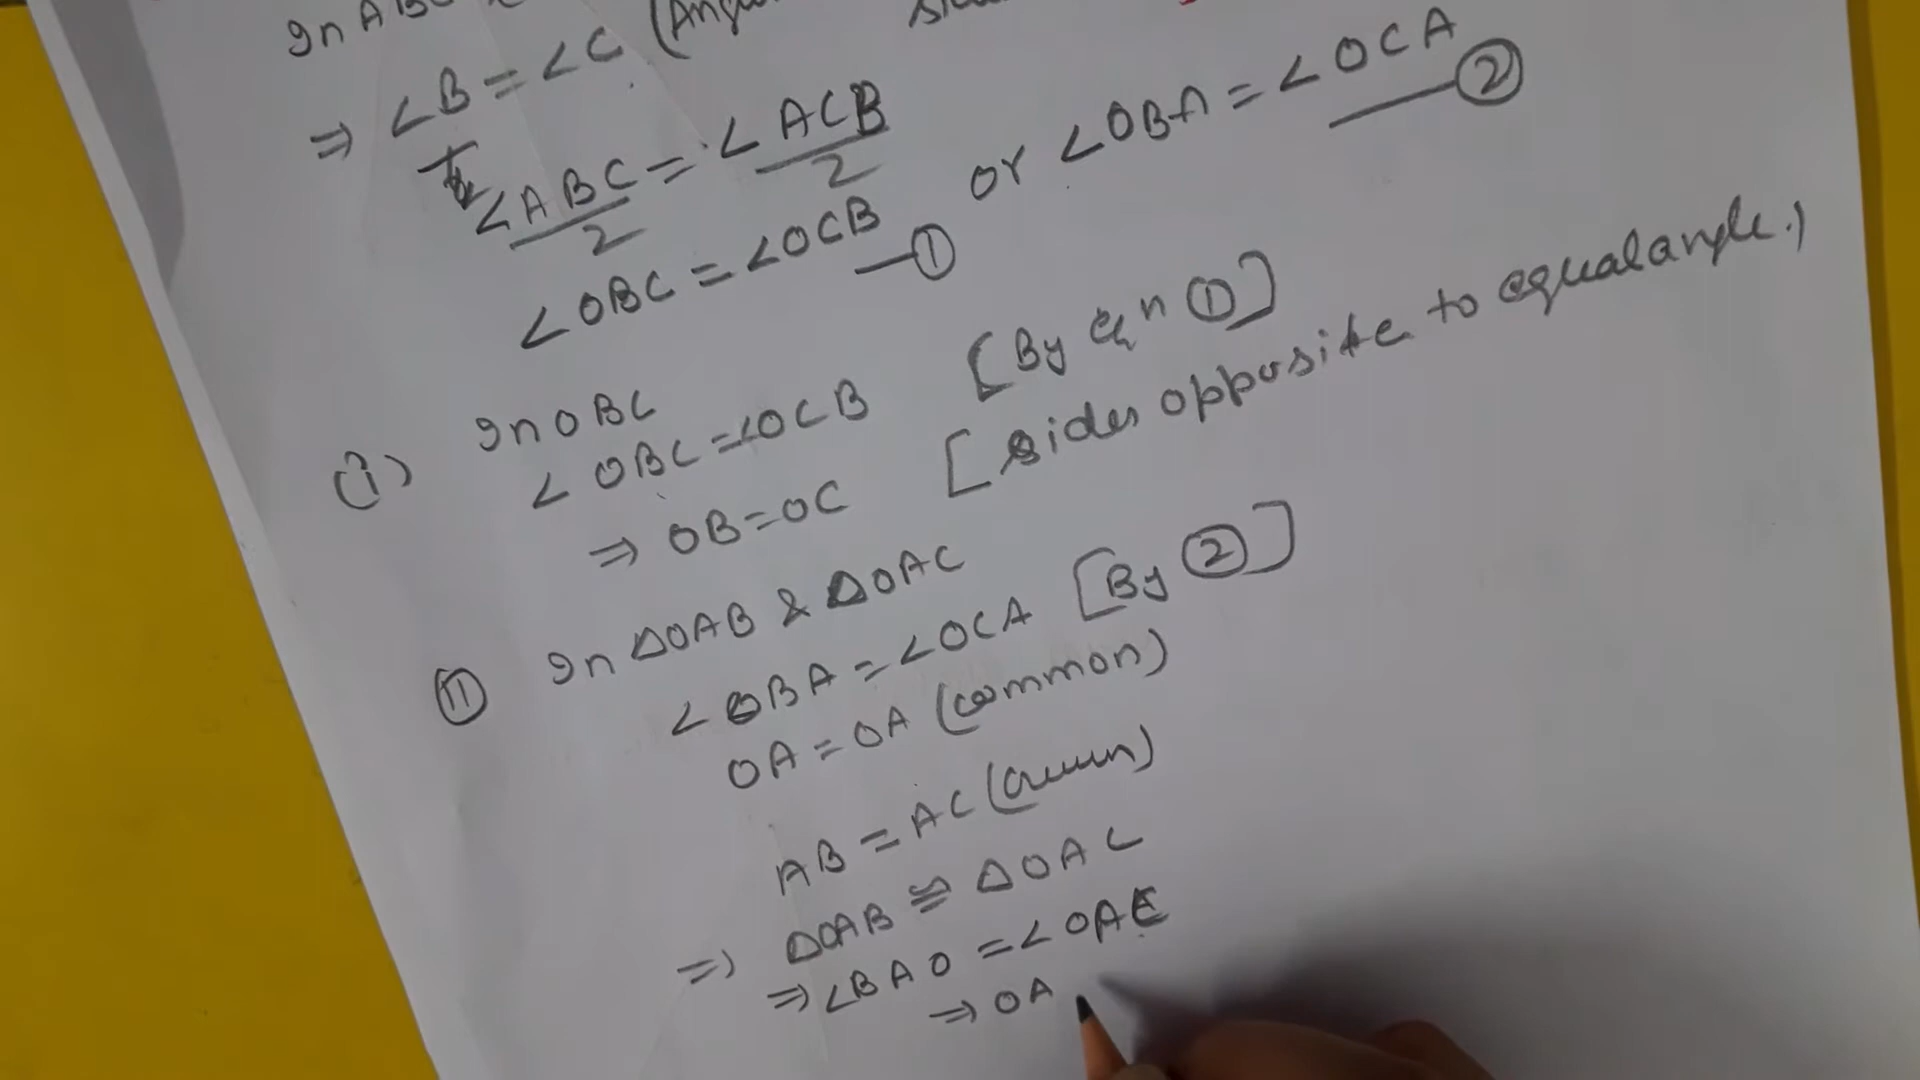 In ABC
⇒ ∠B = ∠C (Angl
∠ABC/2 = ∠ACB/2
∠OBC = ∠OCB —① or ∠OBA = ∠OCA —②
(i) In OBC
∠OBC = ∠OCB [By eqn ①]
⇒ OB = OC [sides opposite to equal angle.)
(ii) In △OAB & △OAC
∠OBA = ∠OCA [By ②]
OA = OA (common)
AB = AC (Given)
⇒ △OAB ≅ △OAC
⇒ ∠BAO = ∠OAC
⇒ OA